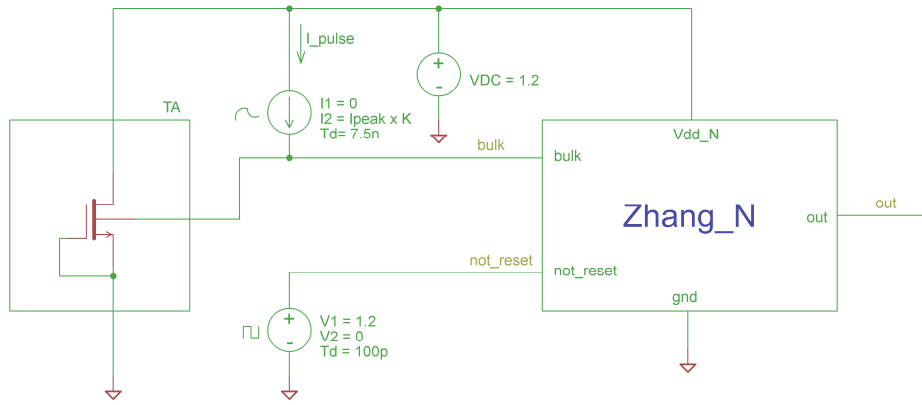 I_pulse
VDC = 1.2
TA
I1 = 0
I2 = Ipeak x K
Td= 7.5n
Vdd_N
bulk
bulk
Zhang_N
out
out
not_reset
not_reset
gnd
V1 = 1.2
V2 = 0
Td = 100p